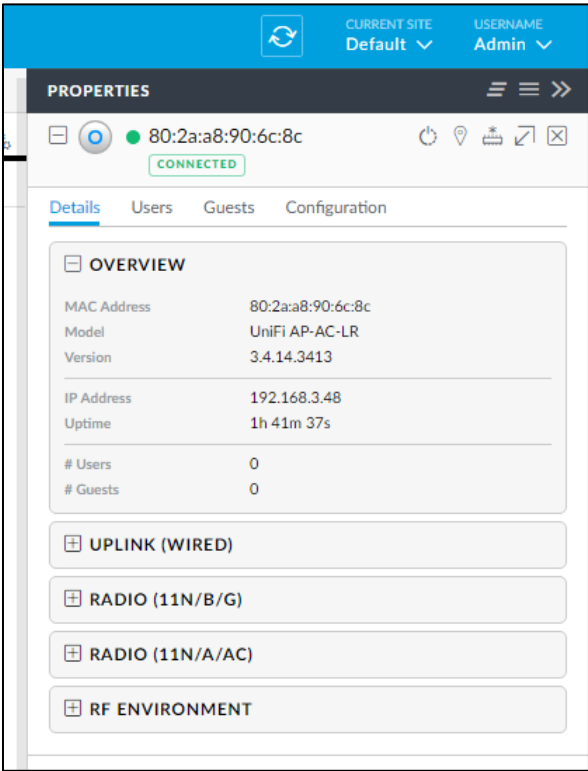 CURRENT SITE
Default
USERNAME
Admin
PROPERTIES
80:2a:a8:90:6c:8c
CONNECTED
Details Users Guests Configuration
OVERVIEW
MAC Address 80:2a:a8:90:6c:8c
Model UniFi AP-AC-LR
Version 3.4.14.3413
IP Address 192.168.3.48
Uptime 1h 41m 37s
# Users 0
# Guests 0
UPLINK (WIRED)
RADIO (11N/B/G)
RADIO (11N/A/AC)
RF ENVIRONMENT